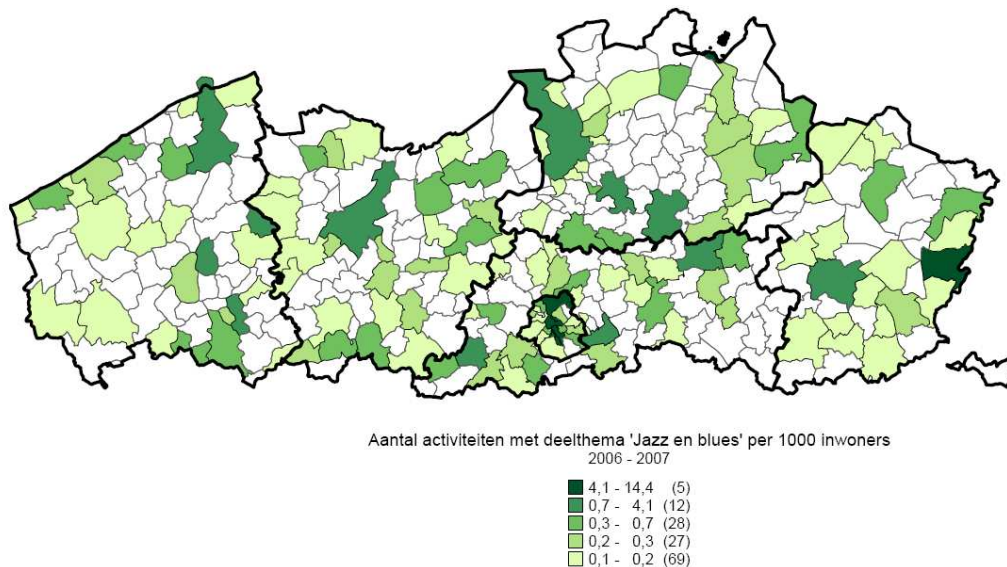 Aantal activiteiten met deelthema 'Jazz en blues' per 1000 inwoners
2006 - 2007
4,1 - 14,4 (5)
0,7 - 4,1 (12)
0,3 - 0,7 (28)
0,2 - 0,3 (27)
0,1 - 0,2 (69)